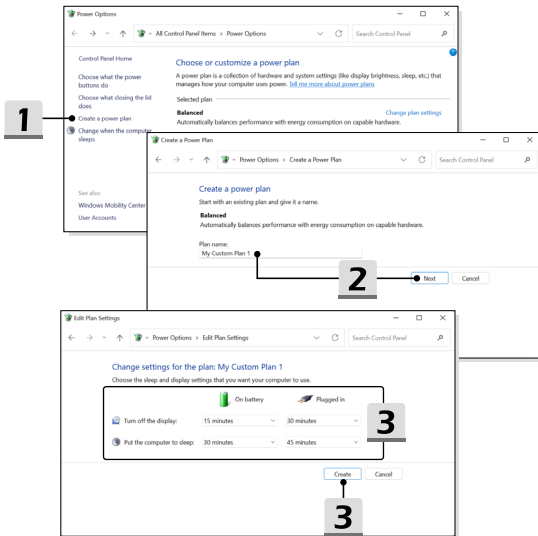 Power Options
All Control Panel Items > Power Options
Search Control Panel
Control Panel Home
Choose what the power
buttons do
Choose what closing the lid
does
Create a power plan
Change when the computer
sleeps
See also
Windows Mobility Center
User Accounts
Choose or customize a power plan
A power plan is a collection of hardware and system settings (like display brightness, sleep, etc.) that
manages how your computer uses power. Tell me more about power plans
Selected plan
Balanced
Change plan settings
Automatically balances performance with energy consumption on capable hardware.
1
Create a Power Plan
Power Options > Create a Power Plan
Search Control Panel
Create a power plan
Start with an existing plan and give it a name.
Balanced
Automatically balances performance with energy consumption on capable hardware.
Plan name:
My Custom Plan 1
2
Next
Cancel
Edit Plan Settings
Power Options > Edit Plan Settings
Search Control Panel
Change settings for the plan: My Custom Plan 1
Choose the sleep and display settings that you want your computer to use.
On battery
Plugged in
Turn off the display:
15 minutes
30 minutes
Put the computer to sleep:
30 minutes
45 minutes
3
Create
Cancel
3